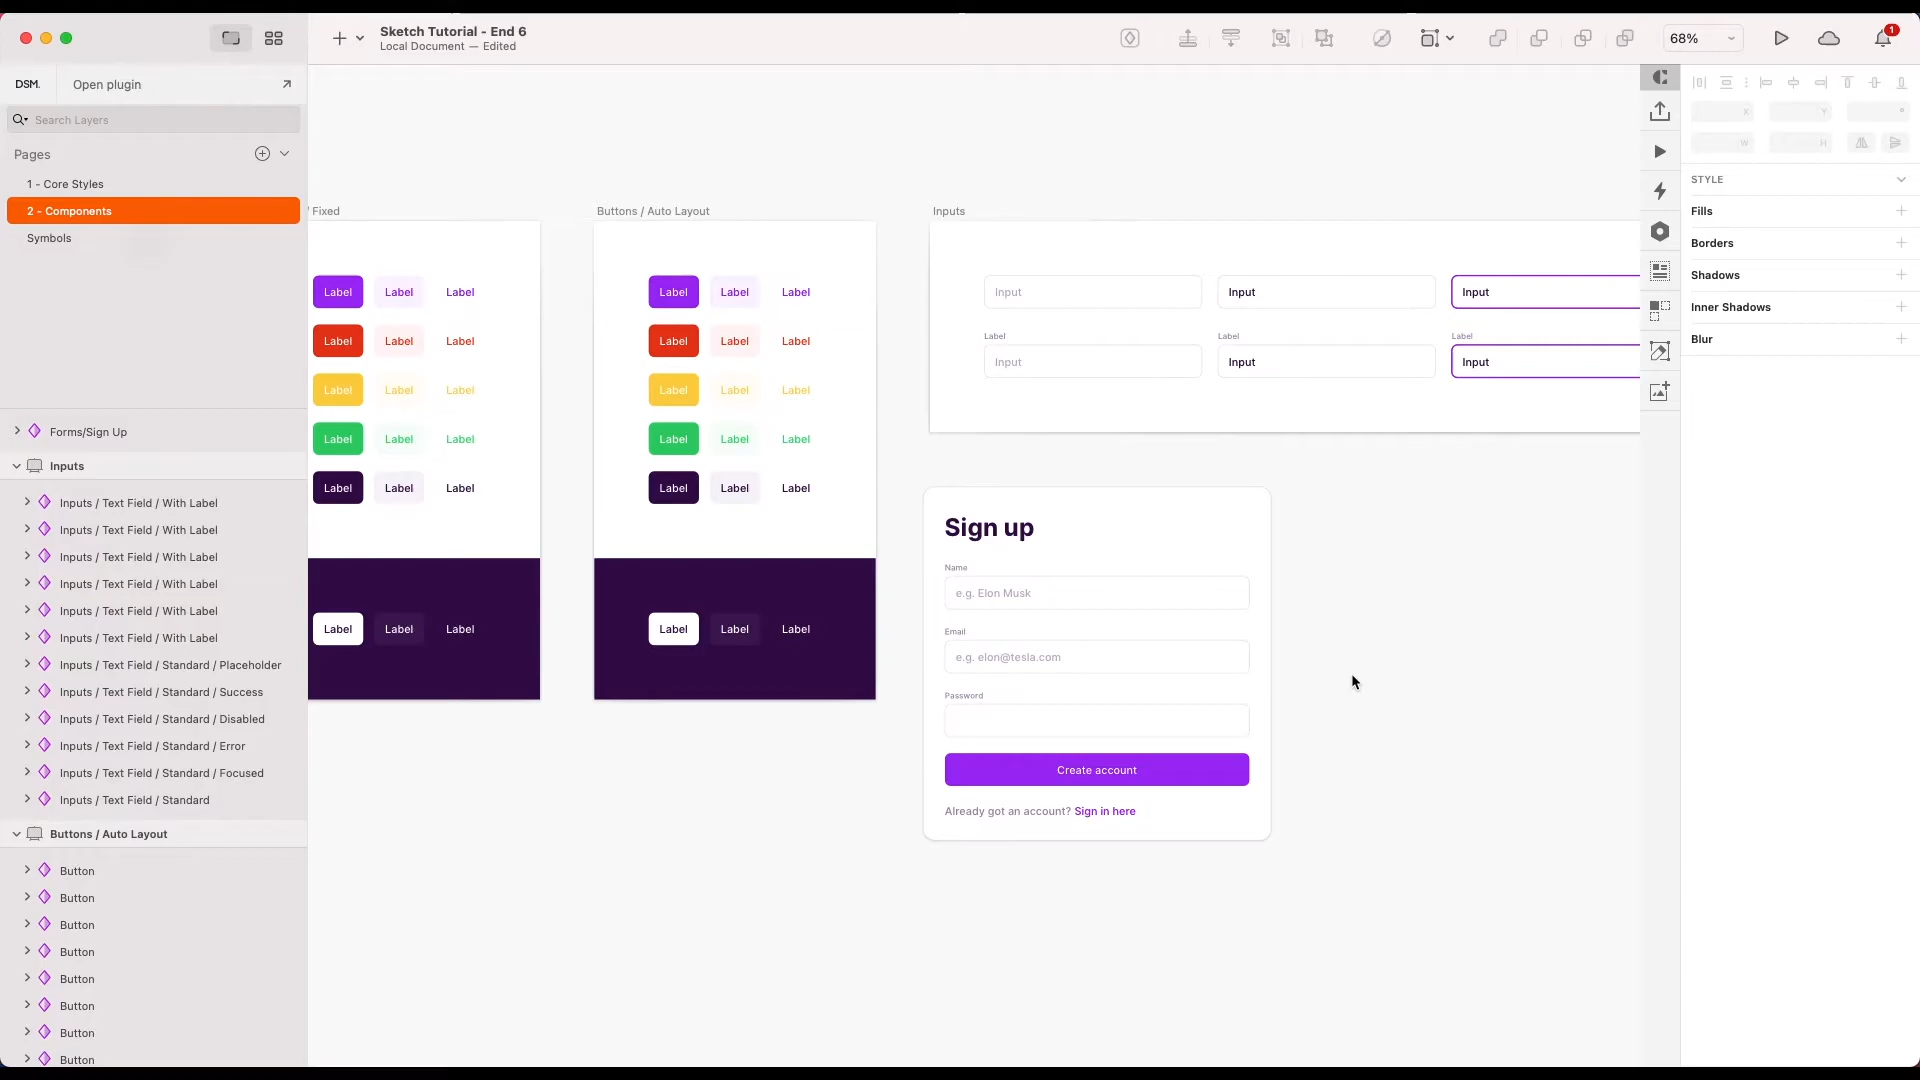 Sketch Tutorial - End 6
Local Document — Edited
68%
1
DSM.
Open plugin
Search Layers
Pages
1 - Core Styles
2 - Components
Symbols
Forms/Sign Up
Inputs
Inputs / Text Field / With Label
Inputs / Text Field / With Label
Inputs / Text Field / With Label
Inputs / Text Field / With Label
Inputs / Text Field / With Label
Inputs / Text Field / With Label
Inputs / Text Field / Standard / Placeholder
Inputs / Text Field / Standard / Success
Inputs / Text Field / Standard / Disabled
Inputs / Text Field / Standard / Error
Inputs / Text Field / Standard / Focused
Inputs / Text Field / Standard
Buttons / Auto Layout
Button
Button
Button
Button
Button
Button
Button
Button
/ Fixed
Label Label Label
Label Label Label
Label Label Label
Label Label Label
Label Label Label
Label Label Label
Buttons / Auto Layout
Label Label Label
Label Label Label
Label Label Label
Label Label Label
Label Label Label
Label Label Label
Inputs
Input Input Input
Label Label Label
Input Input Input
Sign up
Name
e.g. Elon Musk
Email
e.g. elon@tesla.com
Password
Create account
Already got an account? Sign in here
X Y °
W H
STYLE
Fills
Borders
Shadows
Inner Shadows
Blur